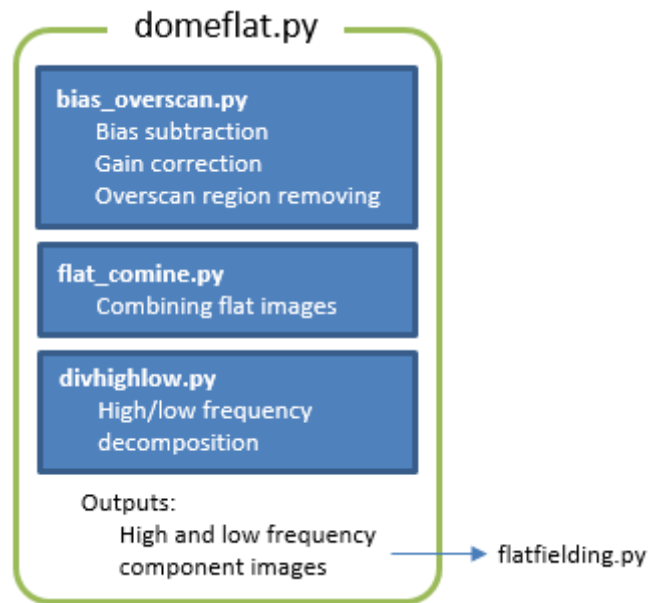 domeflat.py
bias_overscan.py
Bias subtraction
Gain correction
Overscan region removing
flat_comine.py
Combining flat images
divhighlow.py
High/low frequency
decomposition
Outputs:
High and low frequency
component images
flatfielding.py